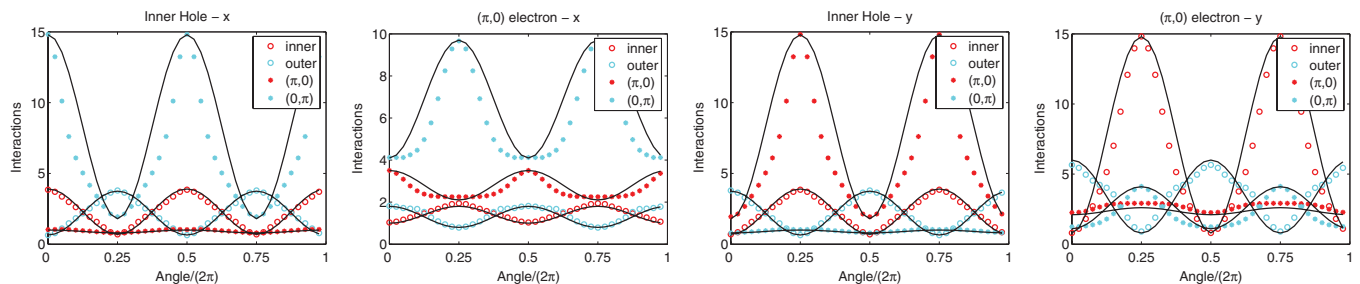 Inner Hole – x
15
10
5
0
Interactions
0
0.25
0.5
0.75
1
Angle/(2π)
inner
outer
(π,0)
(0,π)
(π,0) electron – x
10
8
6
4
2
0
Interactions
0
0.25
0.5
0.75
1
Angle/(2π)
inner
outer
(π,0)
(0,π)
Inner Hole – y
15
10
5
0
Interactions
0
0.25
0.5
0.75
1
Angle/(2π)
inner
outer
(π,0)
(0,π)
(π,0) electron – y
15
10
5
0
Interactions
0
0.25
0.5
0.75
1
Angle/(2π)
inner
outer
(π,0)
(0,π)